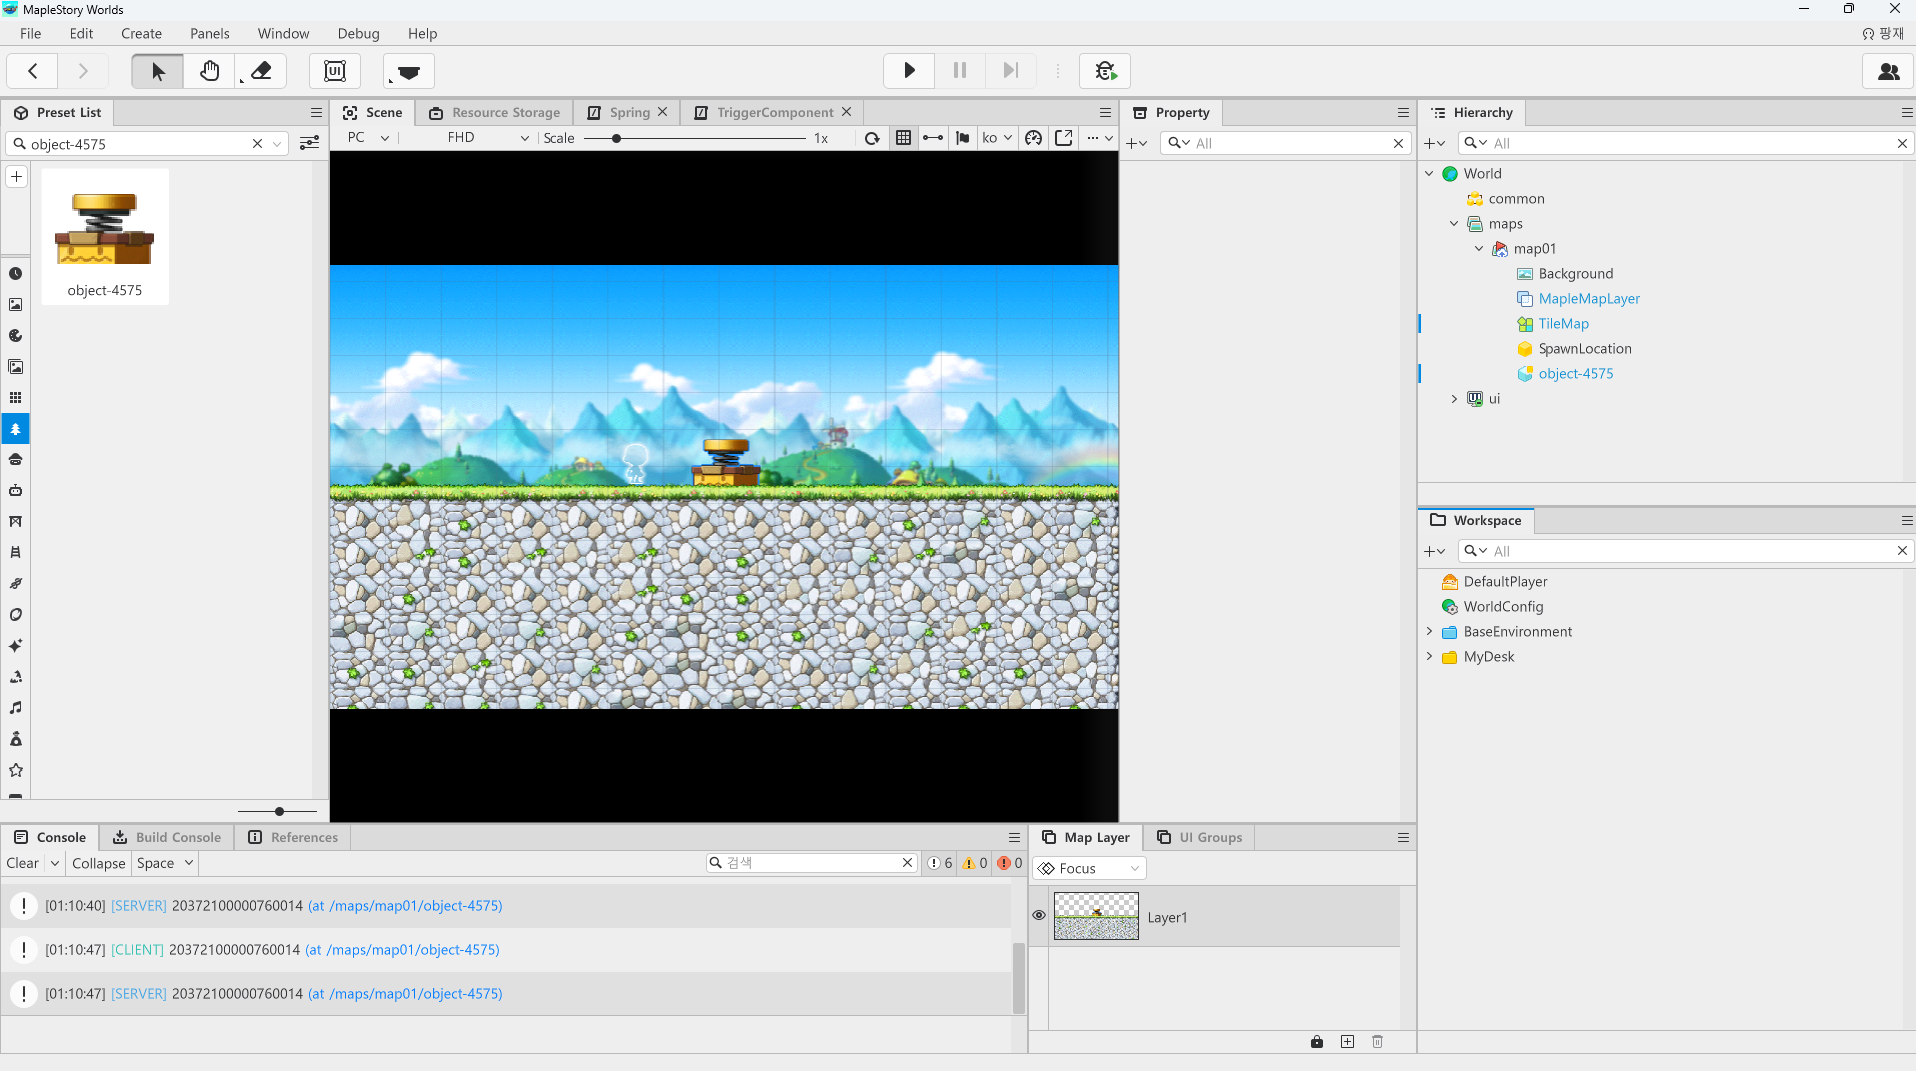 MapleStory Worlds
File Edit Create Panels Window Debug Help
팡재
UI
Preset List
object-4575
object-4575
Scene Resource Storage Spring TriggerComponent
PC FHD Scale 1x ko
Property
All
Hierarchy
All
World
common
maps
map01
Background
MapleMapLayer
TileMap
SpawnLocation
object-4575
ui
Workspace
All
DefaultPlayer
WorldConfig
BaseEnvironment
MyDesk
Console Build Console References
Clear Collapse Space 검색 6 0 0
[01:10:40] [SERVER] 20372100000760014 (at /maps/map01/object-4575)
[01:10:47] [CLIENT] 20372100000760014 (at /maps/map01/object-4575)
[01:10:47] [SERVER] 20372100000760014 (at /maps/map01/object-4575)
Map Layer UI Groups
Focus
Layer1